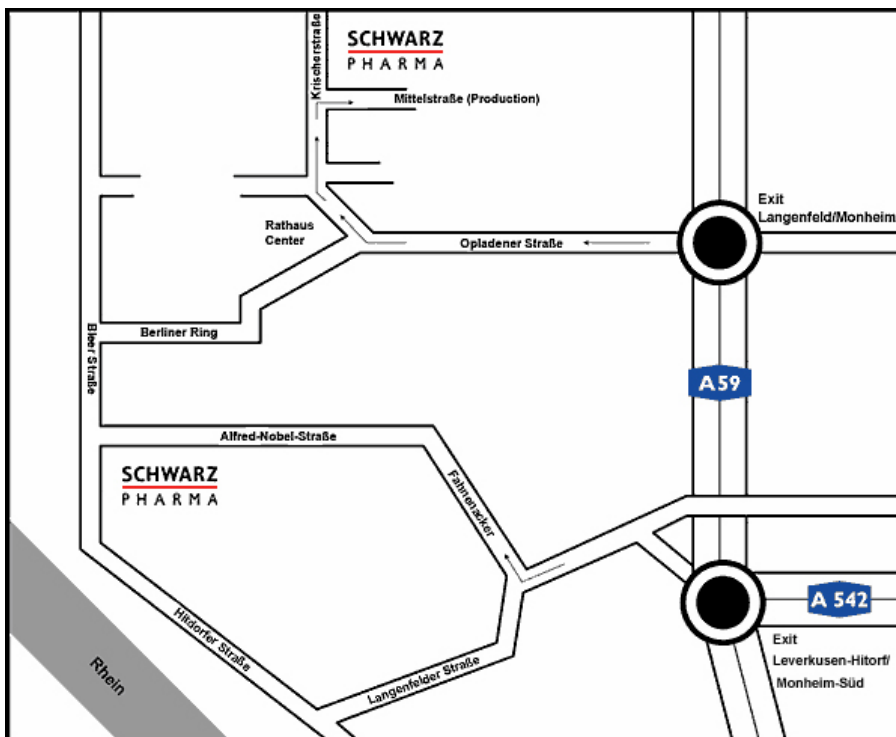 SCHWARZ
PHARMA
Krischerstraße
Mittelstraße (Production)
Exit
Langenfeld/Monheim
Rathaus
Center
Opladener Straße
Berliner Ring
Bleer Straße
A 59
Alfred-Nobel-Straße
SCHWARZ
PHARMA
Fahnenacker
A 542
Hitdorfer Straße
Exit
Leverkusen-Hitorf/
Monheim-Süd
Langenfelder Straße
Rhein